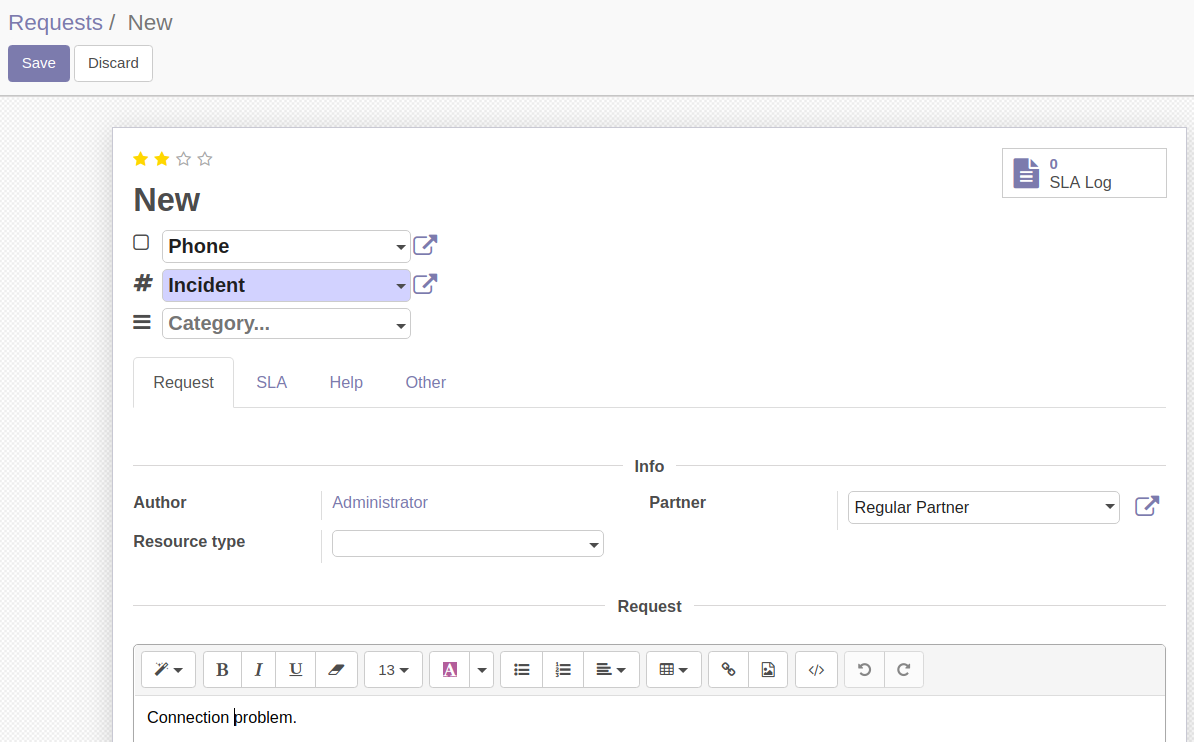 Requests / New
Save Discard
0
SLA Log
New
Phone
# Incident
Category...
Request SLA Help Other
Info
Author Administrator Partner Regular Partner
Resource type
Request
B I U 13 A </>
Connection problem.